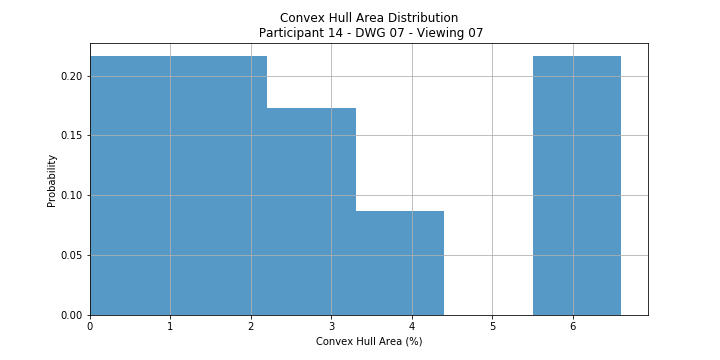 Convex Hull Area Distribution
Participant 14 - DWG 07 - Viewing 07
0.20
0.15
0.10
0.05
0.00
Probability
0 1 2 3 4 5 6
Convex Hull Area (%)